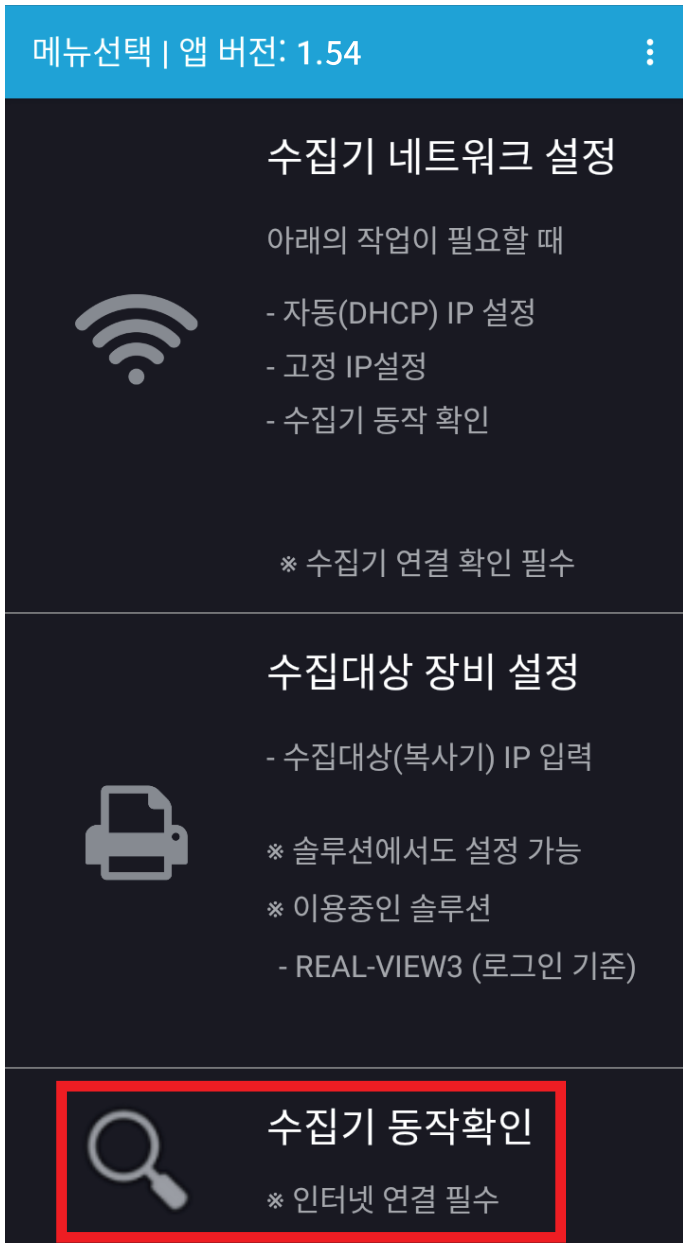 메뉴선택 | 앱 버전: 1.54
수집기 네트워크 설정
아래의 작업이 필요할 때
- 자동(DHCP) IP 설정
- 고정 IP설정
- 수집기 동작 확인
※ 수집기 연결 확인 필수
수집대상 장비 설정
- 수집대상(복사기) IP 입력
※ 솔루션에서도 설정 가능
※ 이용중인 솔루션
- REAL-VIEW3 (로그인 기준)
수집기 동작확인
※ 인터넷 연결 필수